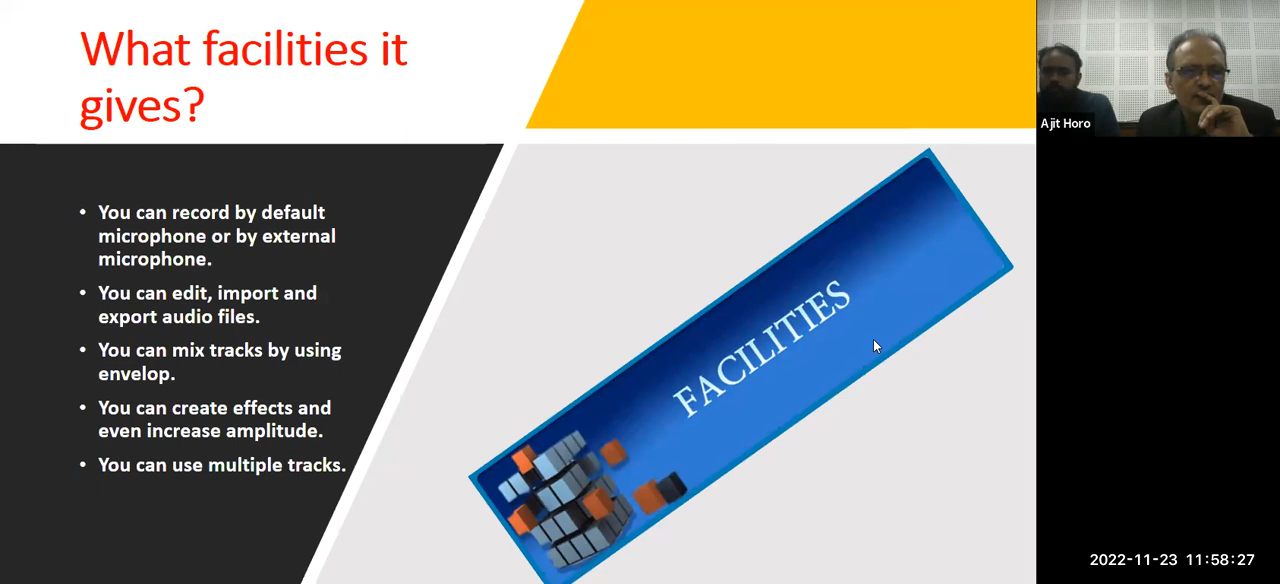 What facilities it
gives?
Ajit Horo
• You can record by default
microphone or by external
microphone.
• You can edit, import and
export audio files.
• You can mix tracks by using
envelop.
• You can create effects and
even increase amplitude.
• You can use multiple tracks.
FACILITIES
2022-11-23 11:58:27